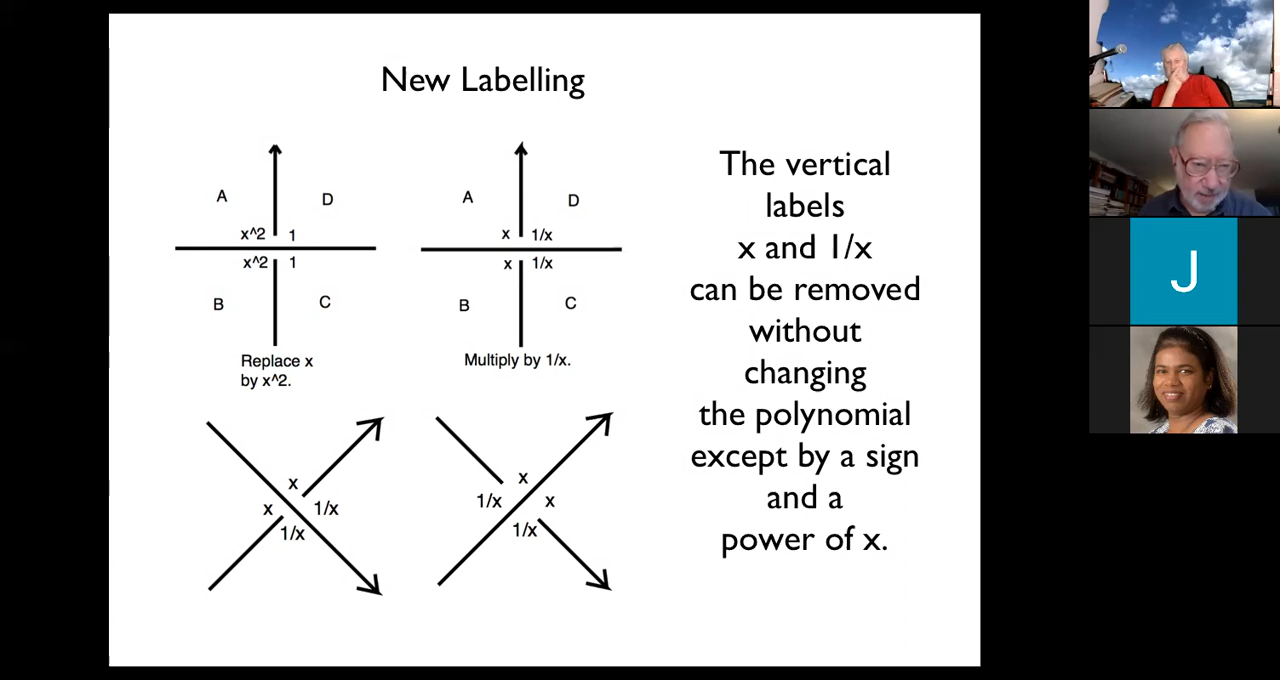 New Labelling
A
D
x^2
1
x^2
1
B
C
Replace x
by x^2.
A
D
x
1/x
x
1/x
B
C
Multiply by 1/x.
x
x
1/x
1/x
x
1/x
x
1/x
The vertical
labels
x and 1/x
can be removed
without
changing
the polynomial
except by a sign
and a
power of x.
J